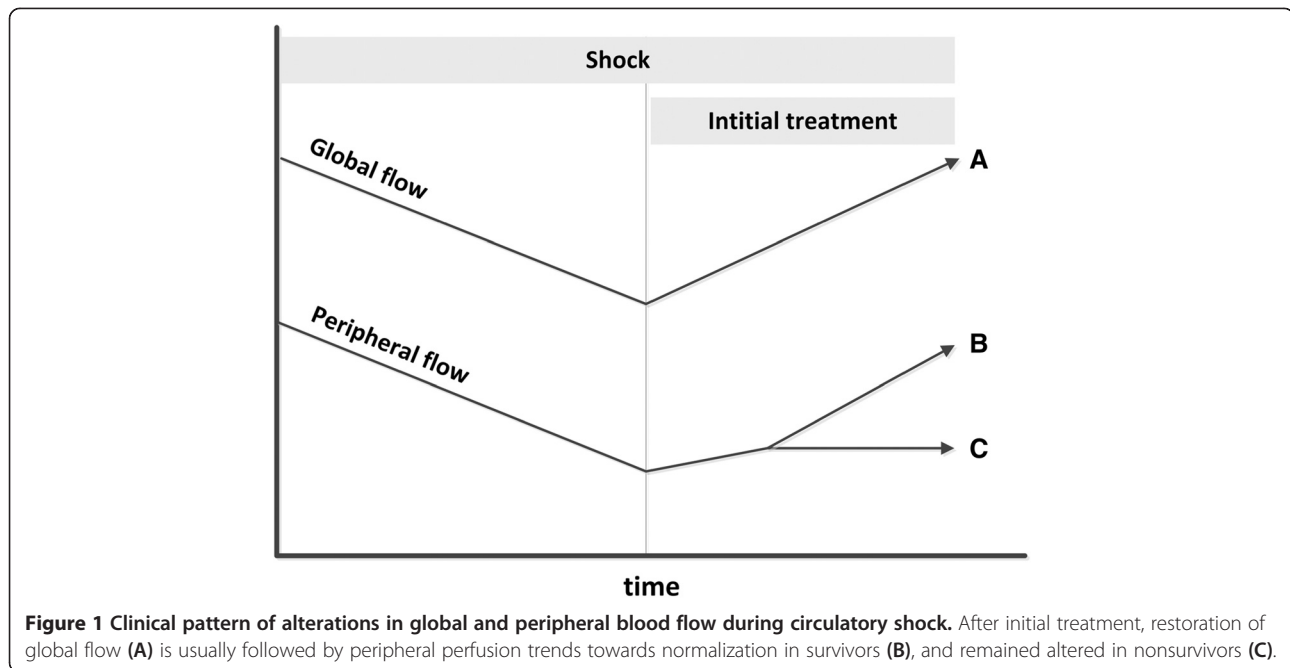 Shock
Intitial treatment
Global flow
A
Peripheral flow
B
C
time
Figure 1 Clinical pattern of alterations in global and peripheral blood flow during circulatory shock. After initial treatment, restoration of
global flow (A) is usually followed by peripheral perfusion trends towards normalization in survivors (B), and remained altered in nonsurvivors (C).